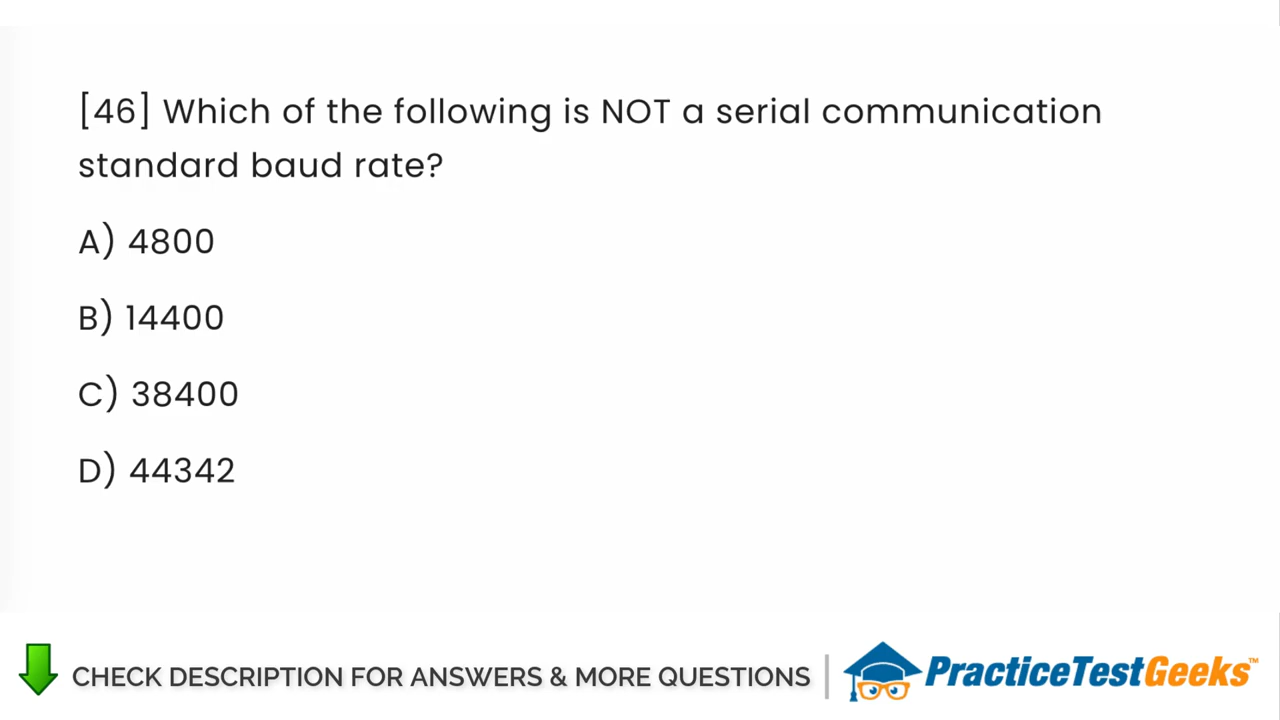 [46] Which of the following is NOT a serial communication
standard baud rate?
A) 4800
B) 14400
C) 38400
D) 44342
CHECK DESCRIPTION FOR ANSWERS & MORE QUESTIONS
PracticeTestGeeks™